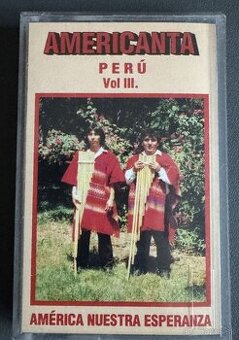 AMERICANTA
PERÚ
Vol III.
AMÉRICA NUESTRA ESPERANZA